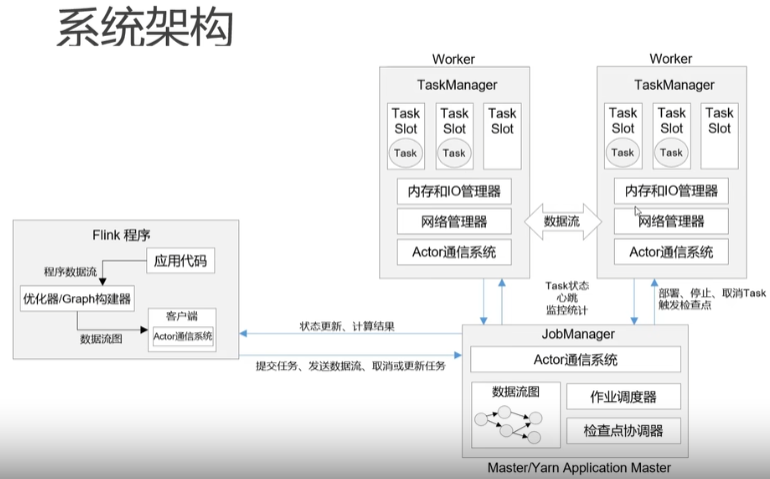 系统架构
Worker
TaskManager
Task Slot
Task
Task Slot
Task
Task Slot
内存和IO管理器
网络管理器
Actor通信系统
数据流
Worker
TaskManager
Task Slot
Task
Task Slot
Task
Task Slot
内存和IO管理器
网络管理器
Actor通信系统
Flink 程序
应用代码
程序数据流
优化器/Graph构建器
数据流图
客户端
Actor通信系统
状态更新、计算结果
提交任务、发送数据流、取消或更新任务
Task状态
心跳
监控统计
部署、停止、取消Task
触发检查点
JobManager
Actor通信系统
数据流图
作业调度器
检查点协调器
Master/Yarn Application Master